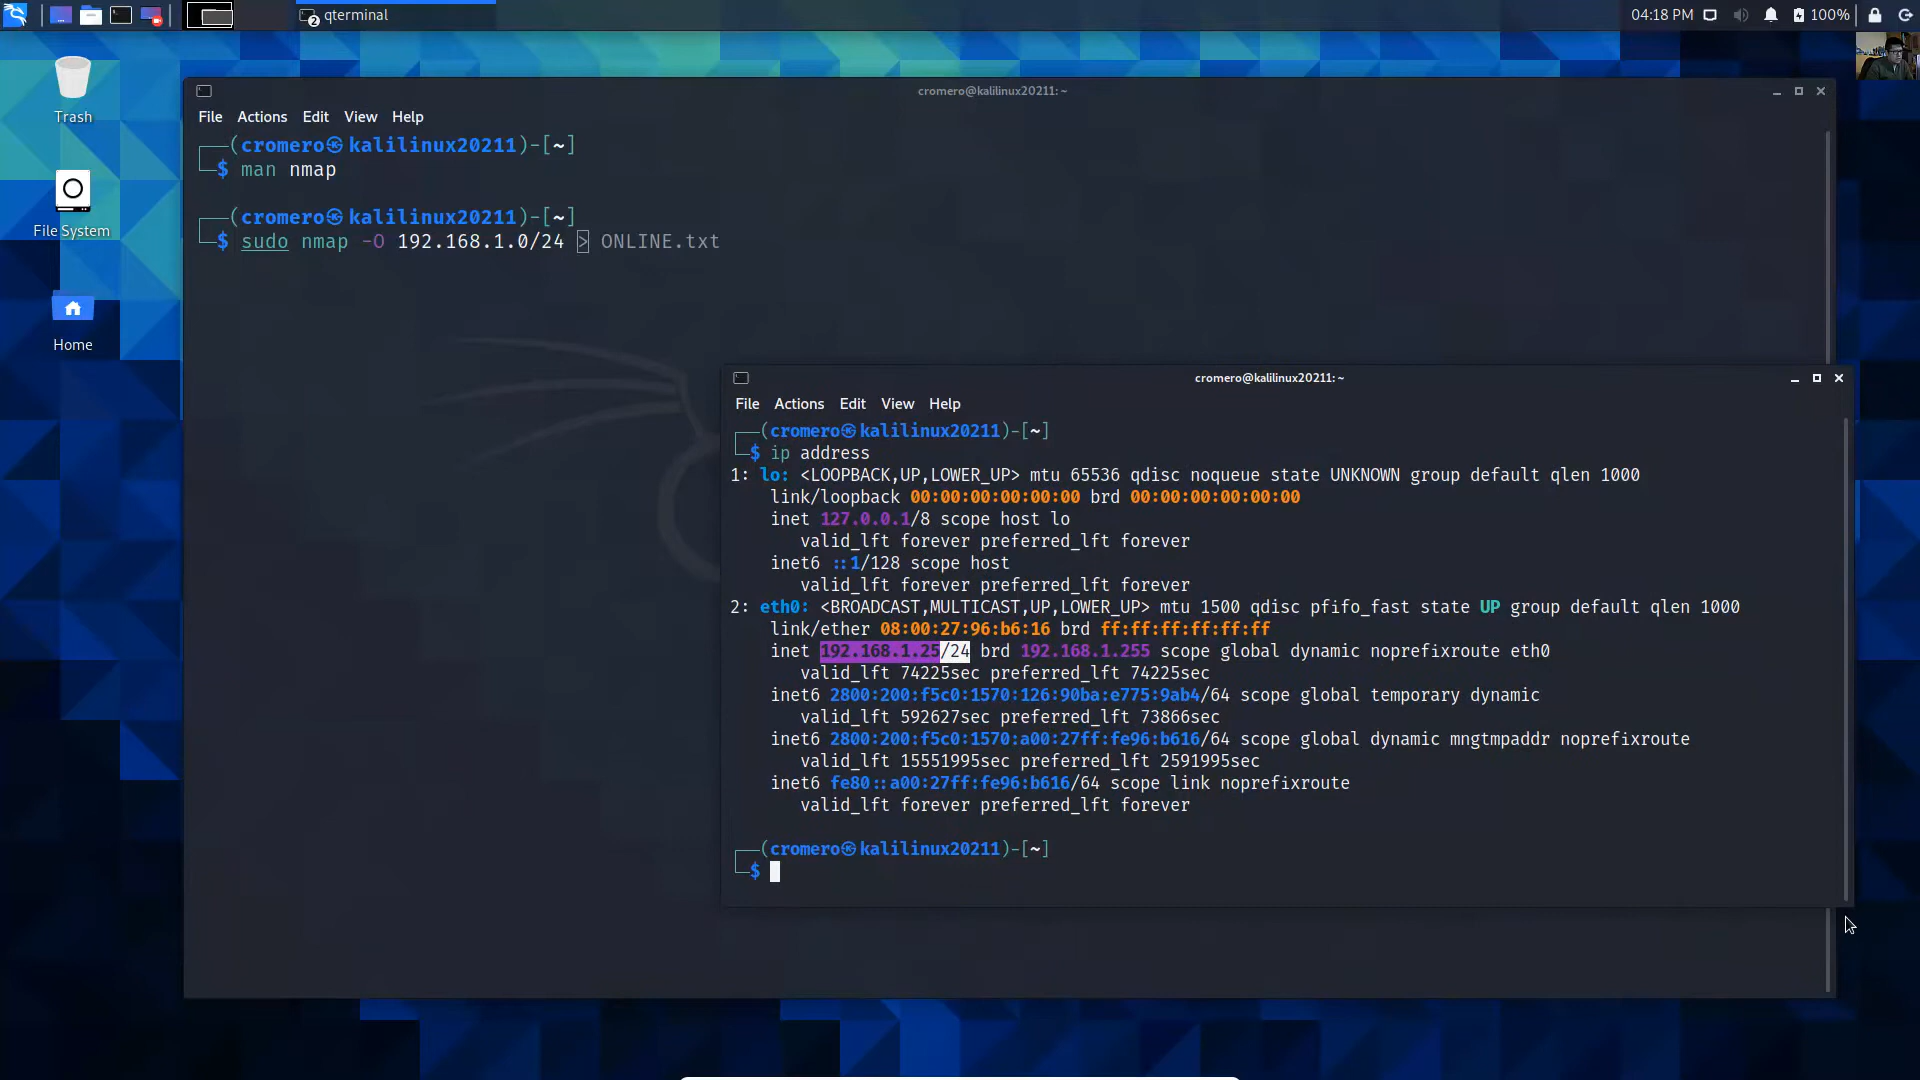 qterminal
2
04:18 PM
100%
Trash
File System
Home
cromero@kalilinux20211: ~
File Actions Edit View Help
(cromero㉿kalilinux20211)-[~]
$ man nmap
(cromero㉿kalilinux20211)-[~]
$ sudo nmap -O 192.168.1.0/24 > ONLINE.txt
cromero@kalilinux20211: ~
File Actions Edit View Help
(cromero㉿kalilinux20211)-[~]
$ ip address
1: lo: <LOOPBACK,UP,LOWER_UP> mtu 65536 qdisc noqueue state UNKNOWN group default qlen 1000
link/loopback 00:00:00:00:00:00 brd 00:00:00:00:00:00
inet 127.0.0.1/8 scope host lo
valid_lft forever preferred_lft forever
inet6 ::1/128 scope host
valid_lft forever preferred_lft forever
2: eth0: <BROADCAST,MULTICAST,UP,LOWER_UP> mtu 1500 qdisc pfifo_fast state UP group default qlen 1000
link/ether 08:00:27:96:b6:16 brd ff:ff:ff:ff:ff:ff
inet 192.168.1.25/24 brd 192.168.1.255 scope global dynamic noprefixroute eth0
valid_lft 74225sec preferred_lft 74225sec
inet6 2800:200:f5c0:1570:126:90ba:e775:9ab4/64 scope global temporary dynamic
valid_lft 592627sec preferred_lft 73866sec
inet6 2800:200:f5c0:1570:a00:27ff:fe96:b616/64 scope global dynamic mngtmpaddr noprefixroute
valid_lft 15551995sec preferred_lft 2591995sec
inet6 fe80::a00:27ff:fe96:b616/64 scope link noprefixroute
valid_lft forever preferred_lft forever
(cromero㉿kalilinux20211)-[~]
$